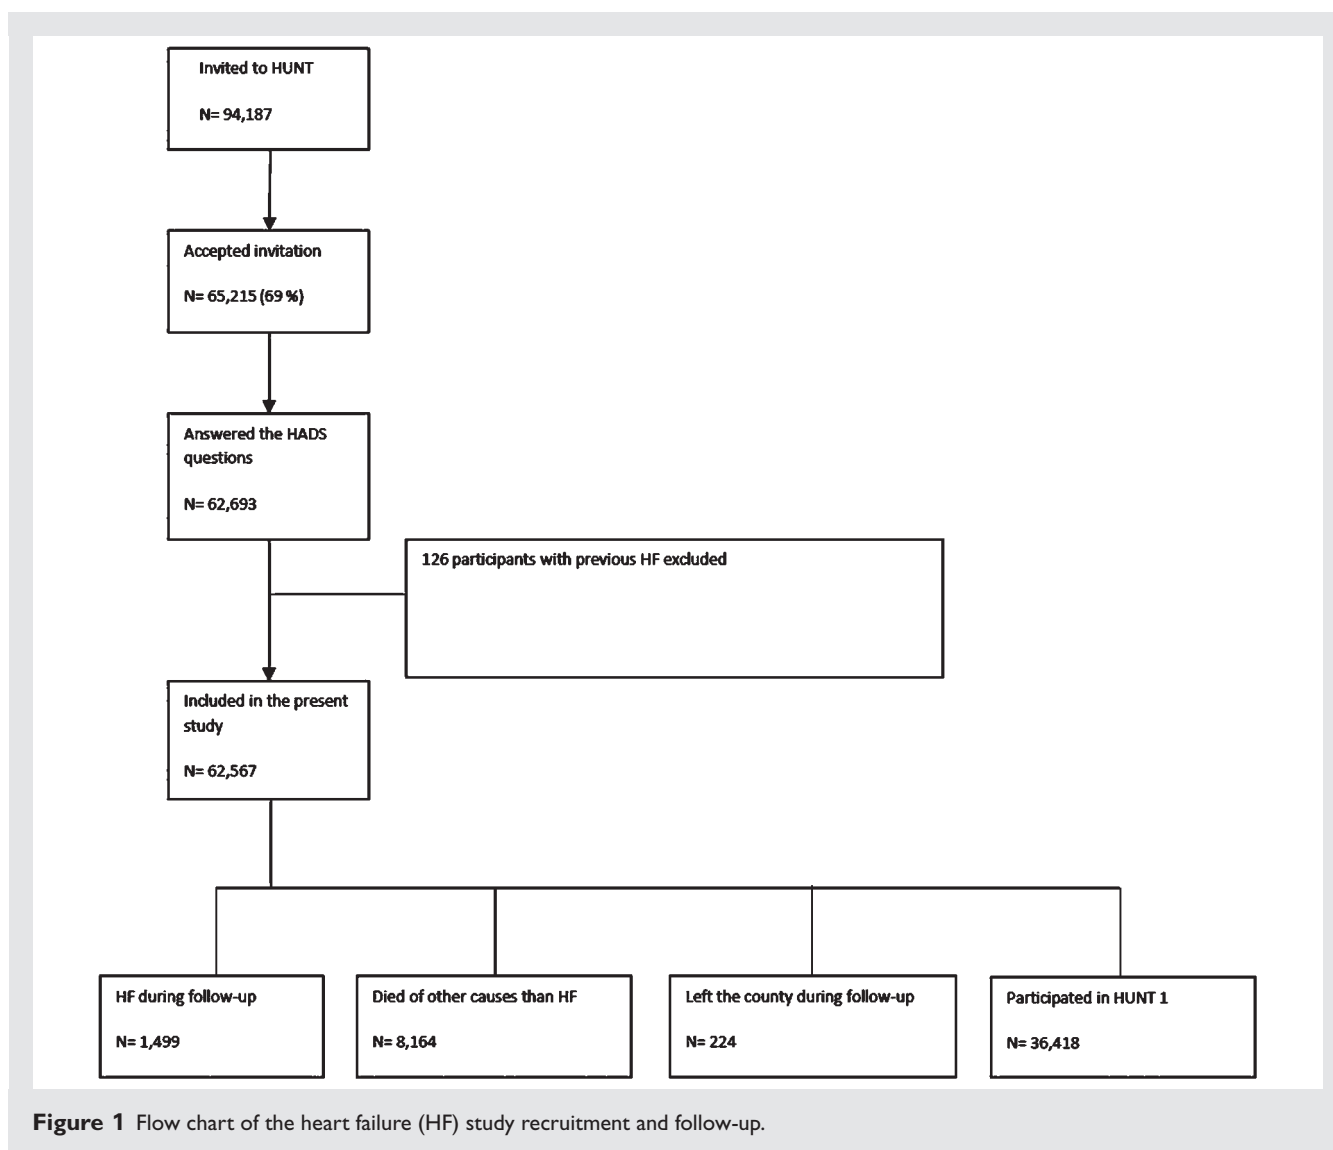 Invited to HUNT
N= 94,187
Accepted invitation
N= 65,215 (69 %)
Answered the HADS
questions
N= 62,693
126 participants with previous HF excluded
Included in the present
study
N= 62,567
HF during follow-up
N= 1,499
Died of other causes than HF
N= 8,164
Left the county during follow-up
N= 224
Participated in HUNT 1
N= 36,418
Figure 1 Flow chart of the heart failure (HF) study recruitment and follow-up.